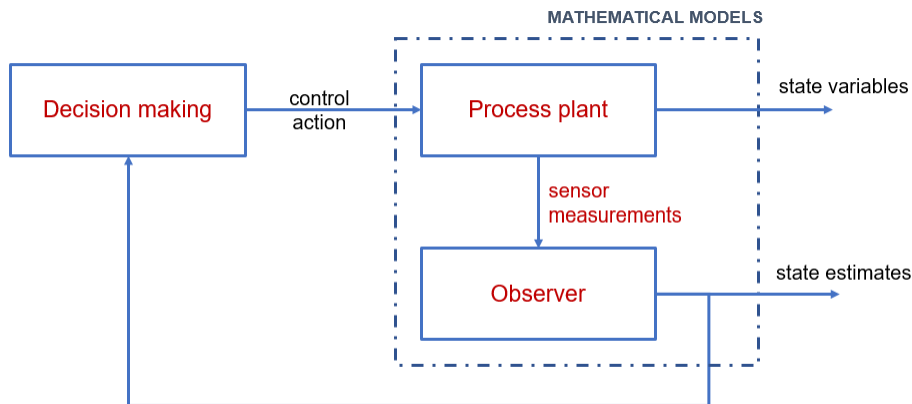 MATHEMATICAL MODELS
Decision making
control
action
Process plant
state variables
sensor
measurements
Observer
state estimates